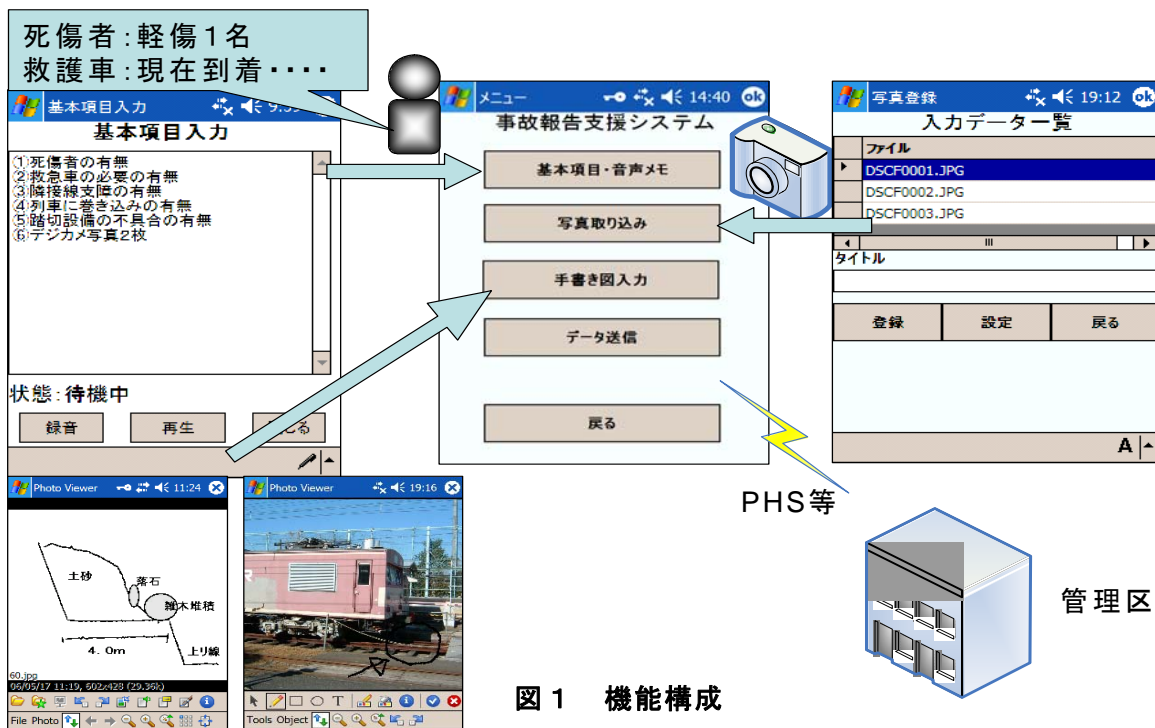 死傷者:軽傷1名
救護車:現在到着・・・・
基本項目入力
基本項目入力
①死傷者の有無
②救急車の必要の有無
③隣接線支障の有無
④列車に巻き込みの有無
⑤踏切設備の不具合の有無
⑥デジカメ写真2枚
状態:待機中
録音
再生
メニュー
14:40
ok
事故報告支援システム
基本項目・音声メモ
写真取り込み
手書き図入力
データ送信
戻る
写真登録
19:12
ok
入力データ一覧
ファイル
DSCF0001.JPG
DSCF0002.JPG
DSCF0003.JPG
タイトル
登録
設定
戻る
A
PHS等
管理区
Photo Viewer
11:24
土砂
落石
雑木堆積
4.0m
上り線
60.jpg
06/05/17 11:19, 602x428 (29.36k)
File Photo
Photo Viewer
19:16
R
Tools Object
図1 機能構成